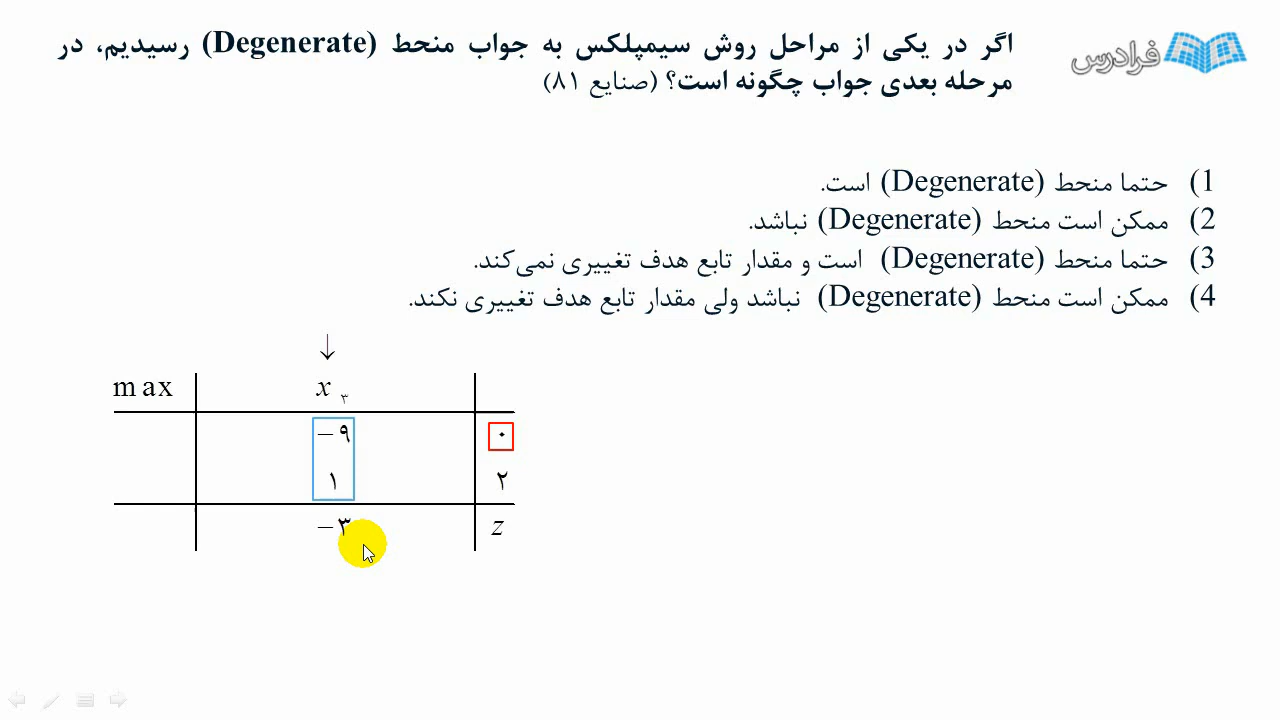 فرادرس
اگر در یکی از مراحل روش سیمپلکس به جواب منحط (Degenerate) رسیدیم، در
مرحله بعدی جواب چگونه است؟ (صنایع ۸۱)
1) حتما منحط (Degenerate) است.
2) ممکن است منحط (Degenerate) نباشد.
3) حتما منحط (Degenerate) است و مقدار تابع هدف تغییری نمی‌کند.
4) ممکن است منحط (Degenerate) نباشد ولی مقدار تابع هدف تغییری نکند.
↓
max x ۳
−۹ ۰
۱ ۲
−۳ z